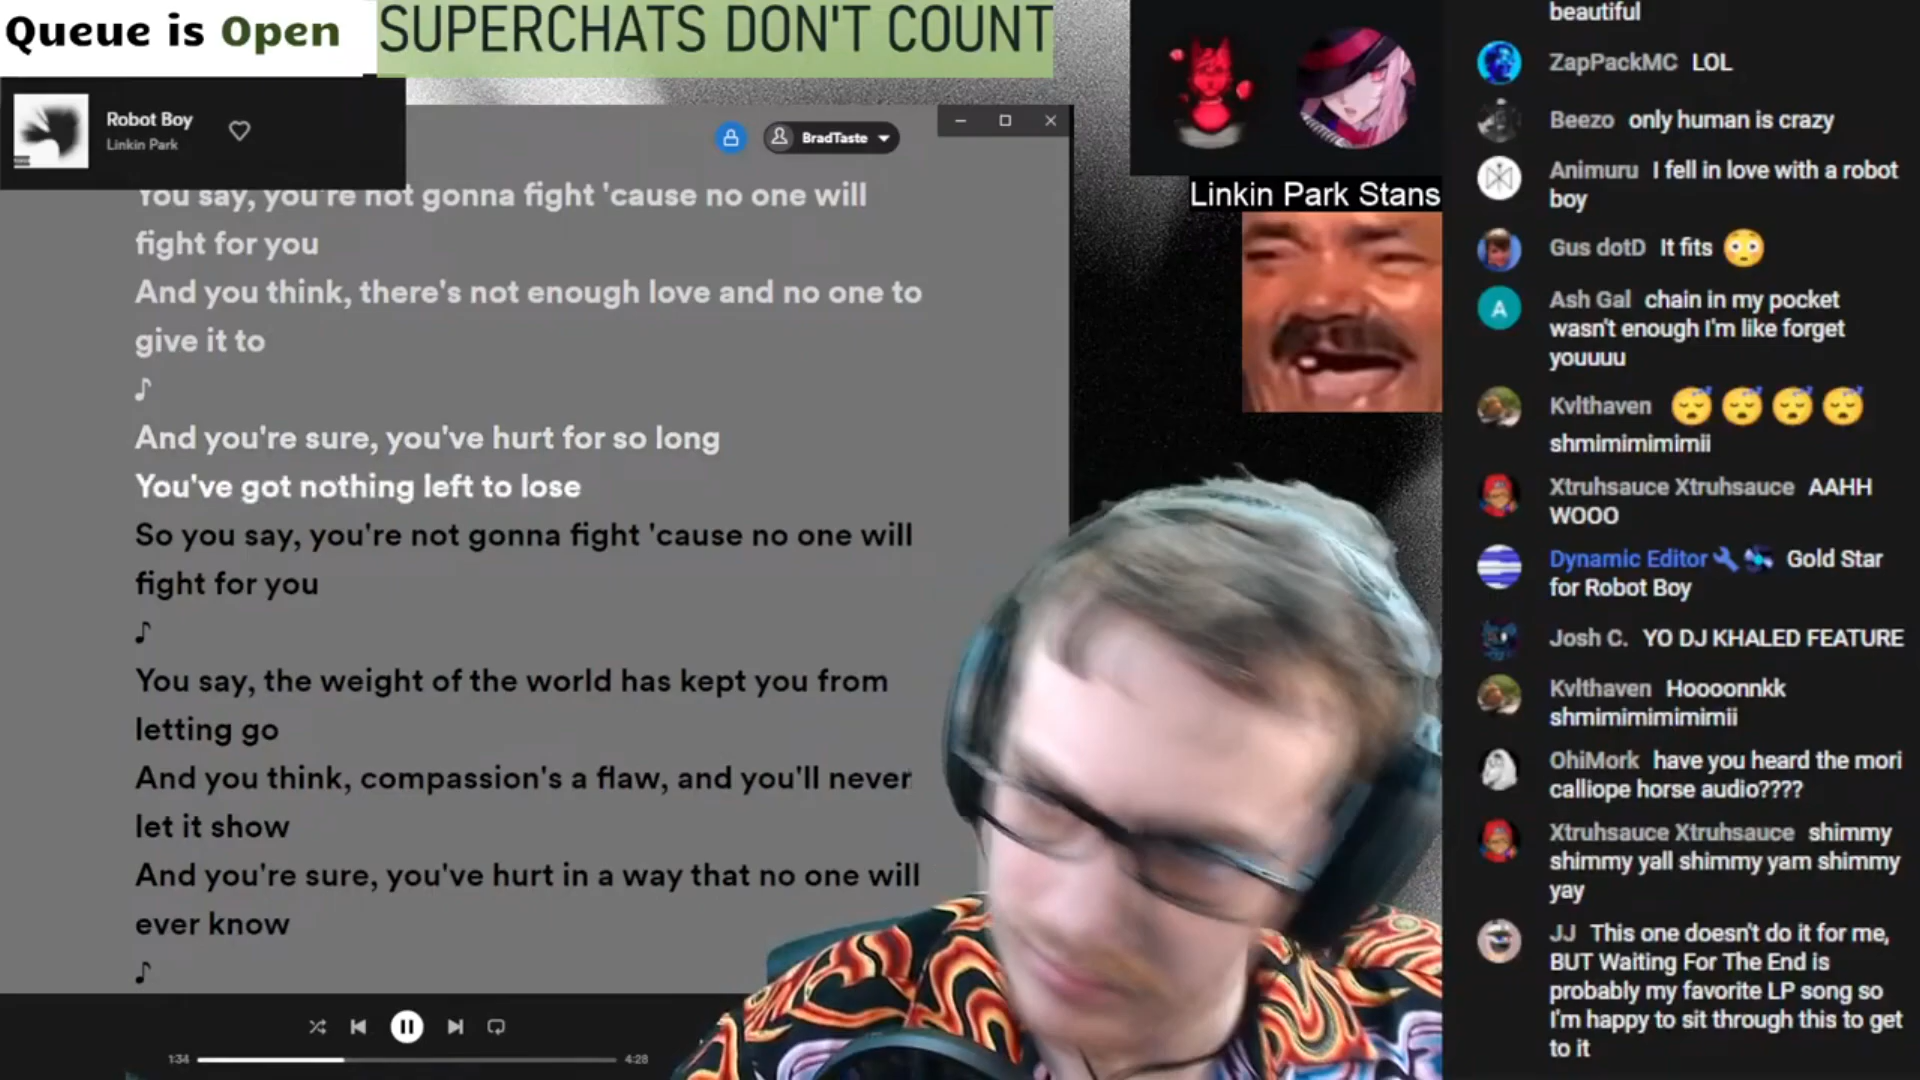 Queue is Open
SUPERCHATS DON'T COUNT
Robot Boy
Linkin Park
BradTaste
You say, you're not gonna fight 'cause no one will
fight for you
And you think, there's not enough love and no one to
give it to
♪
And you're sure, you've hurt for so long
You've got nothing left to lose
So you say, you're not gonna fight 'cause no one will
fight for you
♪
You say, the weight of the world has kept you from
letting go
And you think, compassion's a flaw, and you'll never
let it show
And you're sure, you've hurt in a way that no one will
ever know
♪
1:34
4:28
Linkin Park Stans
beautiful
ZapPackMC LOL
Beezo only human is crazy
Animuru I fell in love with a robot
boy
Gus dotD It fits 😳
A
Ash Gal chain in my pocket
wasn't enough I'm like forget
youuuu
Kvlthaven 😴 😴 😴 😴
shmimimimimii
Xtruhsauce Xtruhsauce AAHH
WOOO
Dynamic Editor Gold Star
for Robot Boy
Josh C. YO DJ KHALED FEATURE
Kvlthaven Hoooonnkk
shmimimimimimii
OhiMork have you heard the mori
calliope horse audio????
Xtruhsauce Xtruhsauce shimmy
shimmy yall shimmy yam shimmy
yay
JJ This one doesn't do it for me,
BUT Waiting For The End is
probably my favorite LP song so
I'm happy to sit through this to get
to it